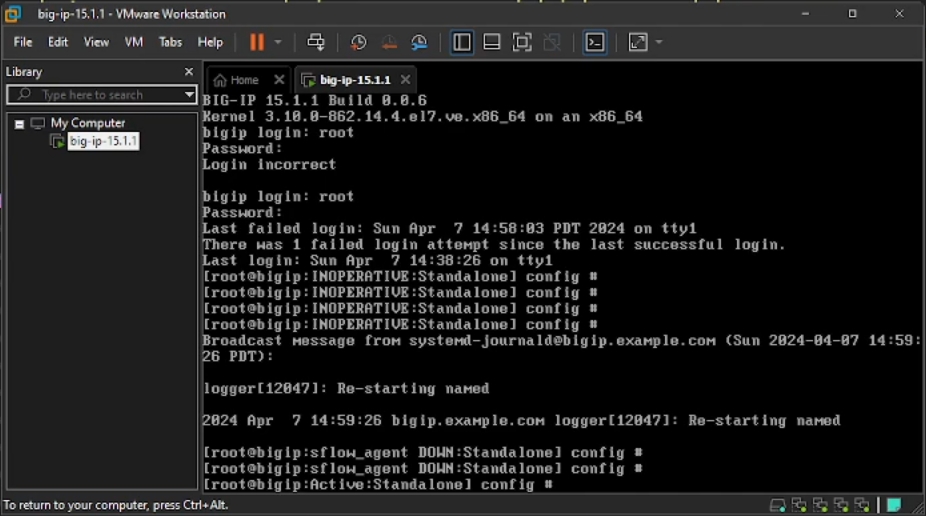 big-ip-15.1.1 - VMware Workstation
File Edit View VM Tabs Help
Library
Home
big-ip-15.1.1
Type here to search
My Computer
big-ip-15.1.1
BIG-IP 15.1.1 Build 0.0.6
Kernel 3.10.0-862.14.4.el7.ve.x86_64 on an x86_64
bigip login: root
Password:
Login incorrect
bigip login: root
Password:
Last failed login: Sun Apr  7 14:58:03 PDT 2024 on tty1
There was 1 failed login attempt since the last successful login.
Last login: Sun Apr  7 14:38:26 on tty1
[root@bigip:INOPERATIVE:Standalone] config #
[root@bigip:INOPERATIVE:Standalone] config #
[root@bigip:INOPERATIVE:Standalone] config #
[root@bigip:INOPERATIVE:Standalone] config #
Broadcast message from systemd-journald@bigip.example.com (Sun 2024-04-07 14:59:
26 PDT):
logger[12047]: Re-starting named
2024 Apr  7 14:59:26 bigip.example.com logger[12047]: Re-starting named
[root@bigip:sflow_agent DOWN:Standalone] config #
[root@bigip:sflow_agent DOWN:Standalone] config #
[root@bigip:Active:Standalone] config #
To return to your computer, press Ctrl+Alt.